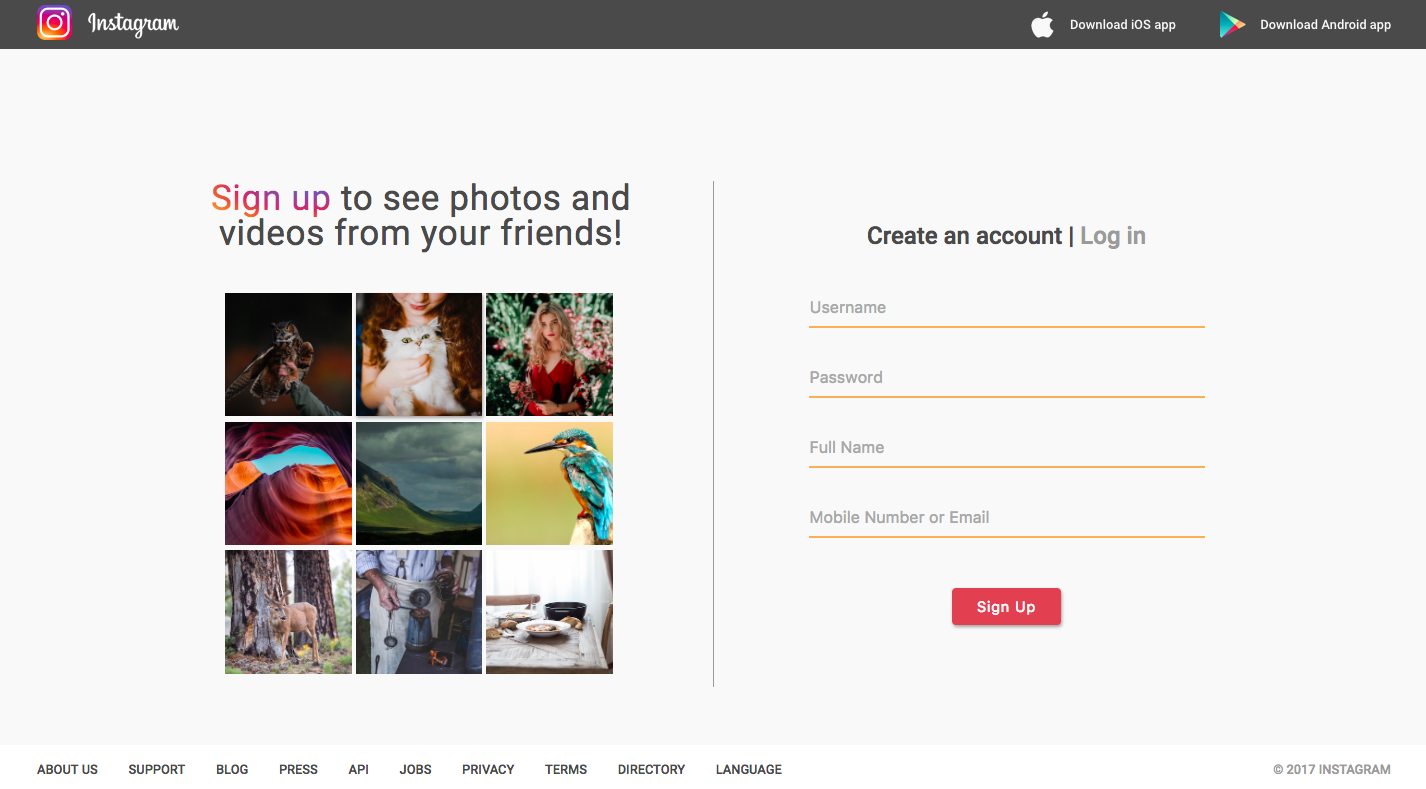 Instagram
Download iOS app
Download Android app
Sign up to see photos and
videos from your friends!
Create an account | Log in
Username
Password
Full Name
Mobile Number or Email
Sign Up
ABOUT US SUPPORT BLOG PRESS API JOBS PRIVACY TERMS DIRECTORY LANGUAGE
© 2017 INSTAGRAM